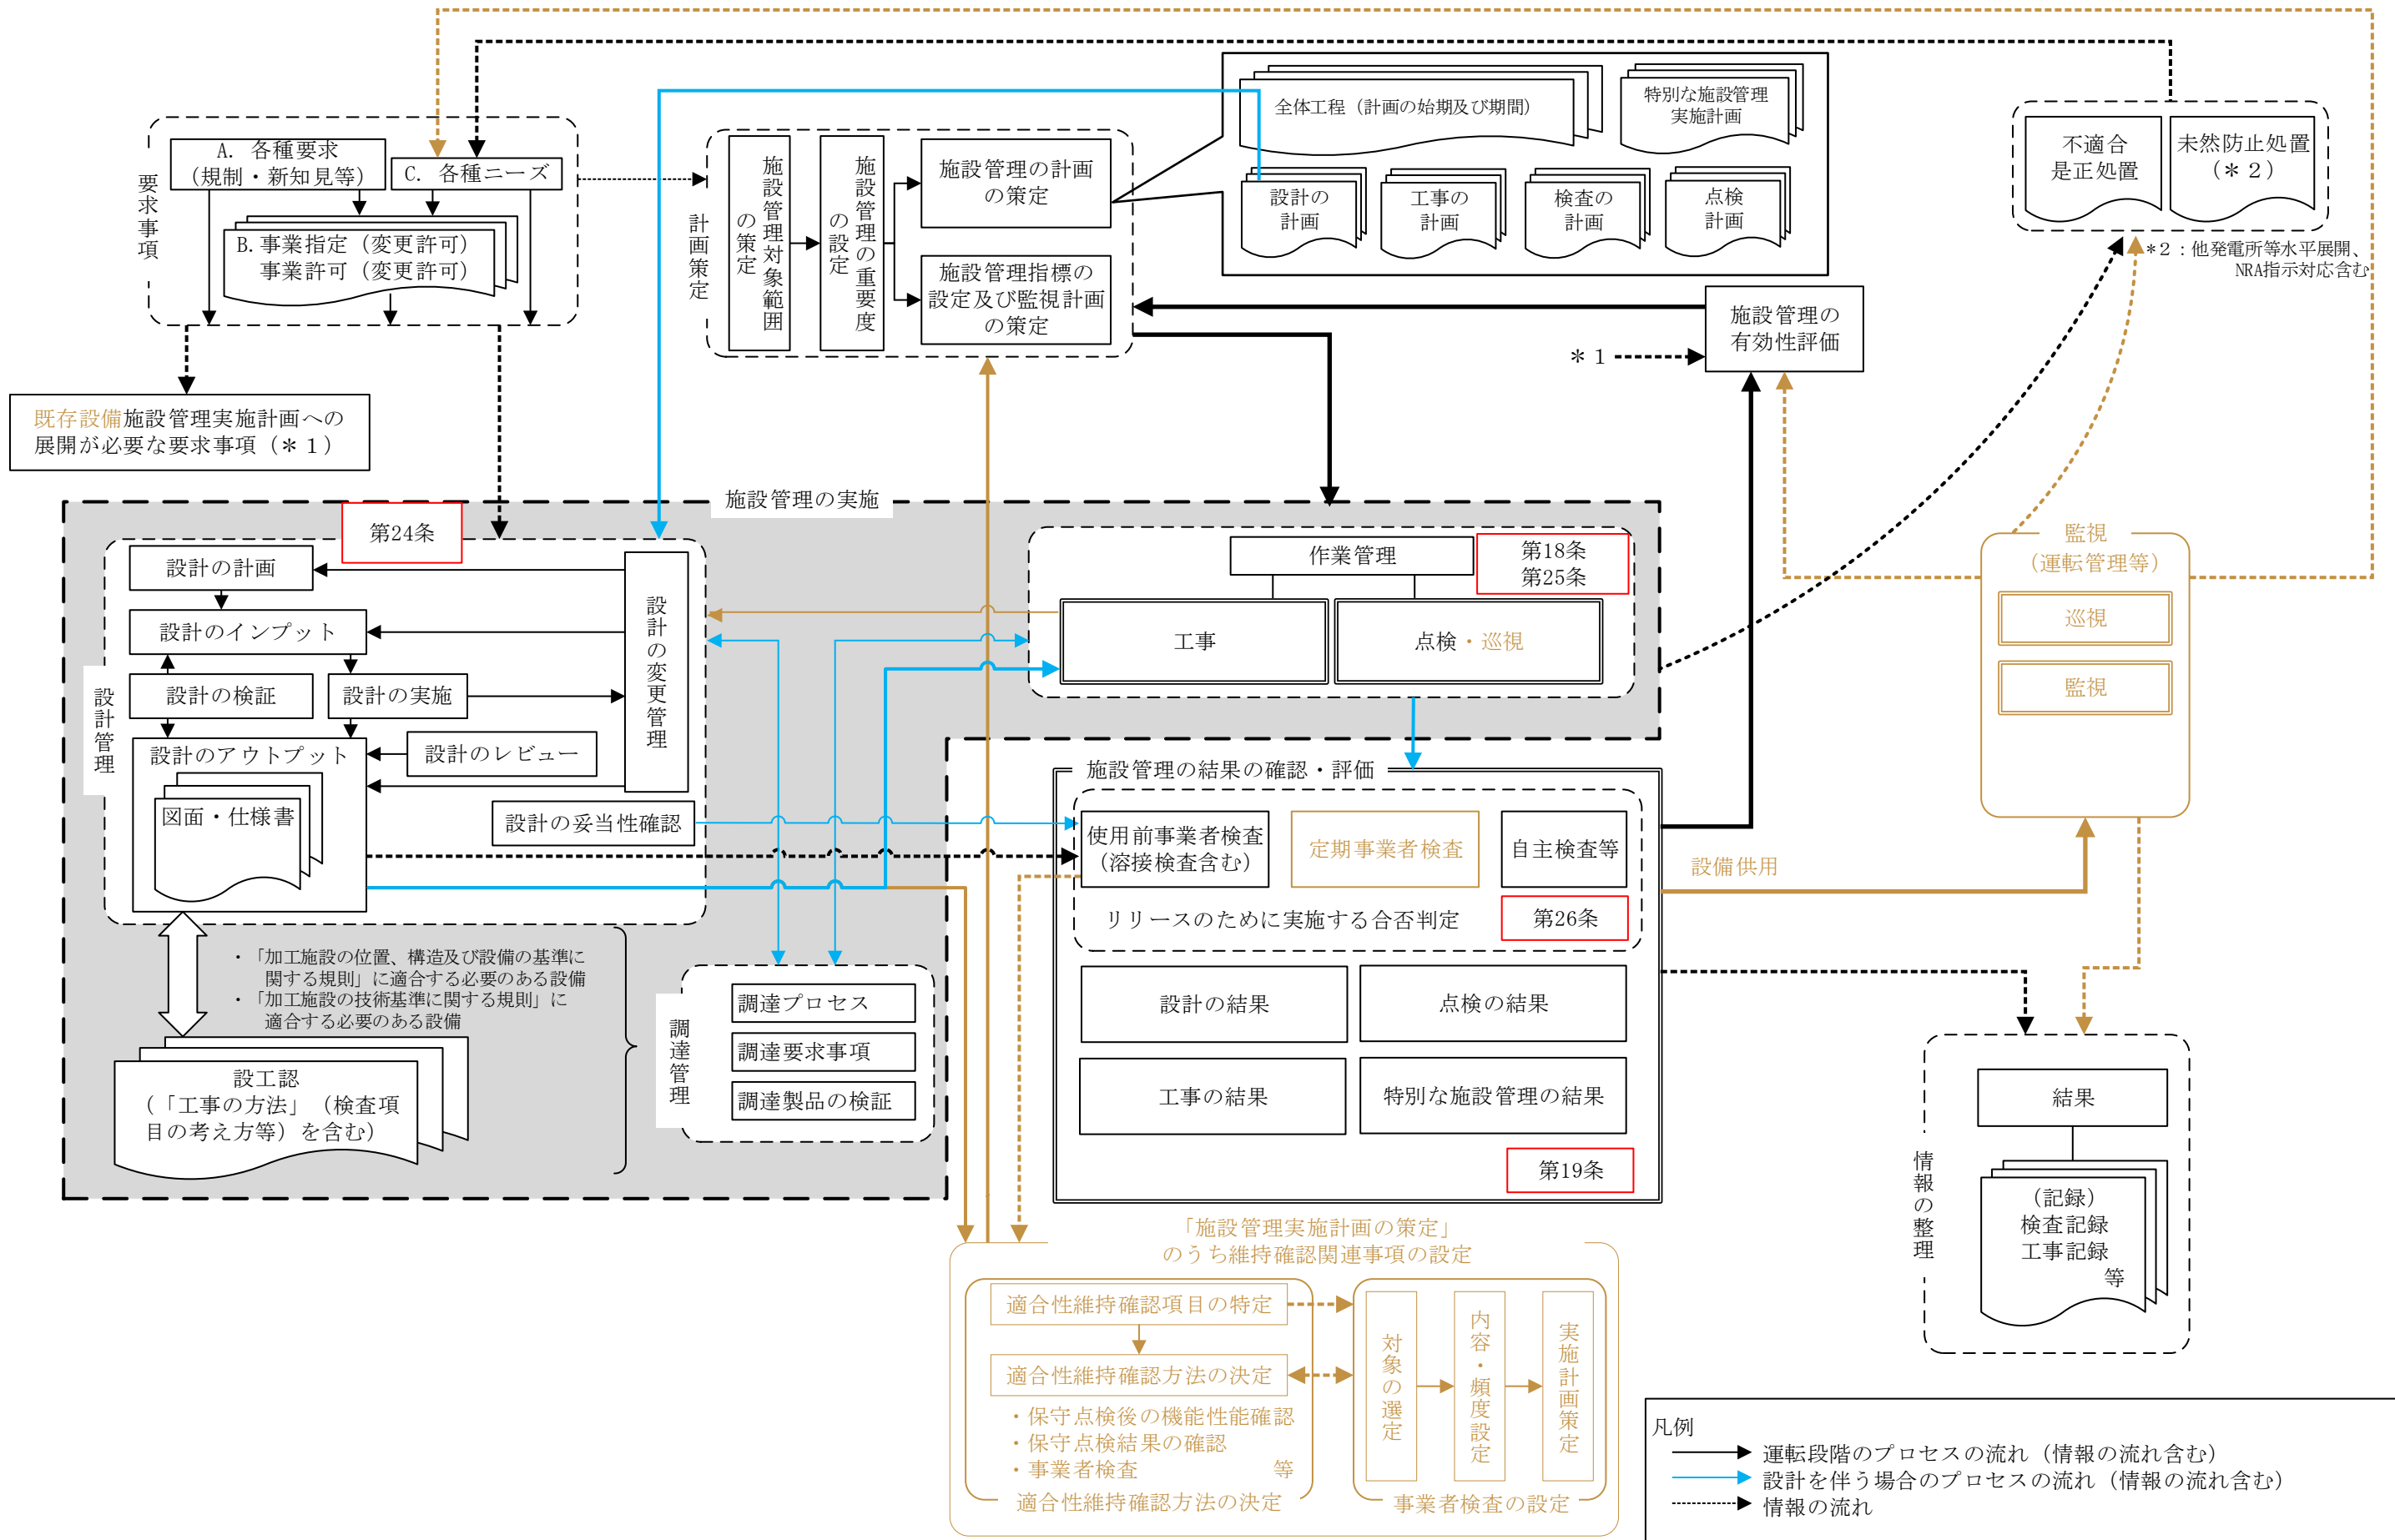 要求事項
A. 各種要求
（規制・新知見等）
C. 各種ニーズ
B. 事業指定（変更許可）
事業許可（変更許可）
既存設備施設管理実施計画への
展開が必要な要求事項（＊１）
計画策定
施設管理対象範囲
の策定
施設管理の重要度
の設定
施設管理の計画
の策定
施設管理指標の
設定及び監視計画
の策定
全体工程（計画の始期及び期間）
特別な施設管理
実施計画
設計の
計画
工事の
計画
検査の
計画
点検
計画
不適合
是正処置
未然防止処置
（＊２）
＊２：他発電所等水平展開、
NRA指示対応含む
施設管理の
有効性評価
＊１
施設管理の実施
第24条
設計管理
設計の計画
設計のインプット
設計の検証
設計の実施
設計の変更管理
設計のアウトプット
図面・仕様書
設計のレビュー
設計の妥当性確認
・「加工施設の位置、構造及び設備の基準に
関する規則」に適合する必要のある設備
・「加工施設の技術基準に関する規則」に
適合する必要のある設備
設工認
（「工事の方法」（検査項
目の考え方等）を含む）
調達管理
調達プロセス
調達要求事項
調達製品の検証
作業管理
第18条
第25条
工事
点検・巡視
施設管理の結果の確認・評価
使用前事業者検査
（溶接検査含む）
定期事業者検査
自主検査等
リリースのために実施する合否判定
第26条
設計の結果
点検の結果
工事の結果
特別な施設管理の結果
第19条
監視
（運転管理等）
巡視
監視
設備供用
情報の整理
結果
（記録）
検査記録
工事記録
等
「施設管理実施計画の策定」
のうち維持確認関連事項の設定
適合性維持確認項目の特定
適合性維持確認方法の決定
・保守点検後の機能性能確認
・保守点検結果の確認
・事業者検査　　　　　　等
適合性維持確認方法の決定
対象の選定
内容・頻度設定
実施計画策定
事業者検査の設定
凡例
運転段階のプロセスの流れ（情報の流れ含む）
設計を伴う場合のプロセスの流れ（情報の流れ含む）
情報の流れ